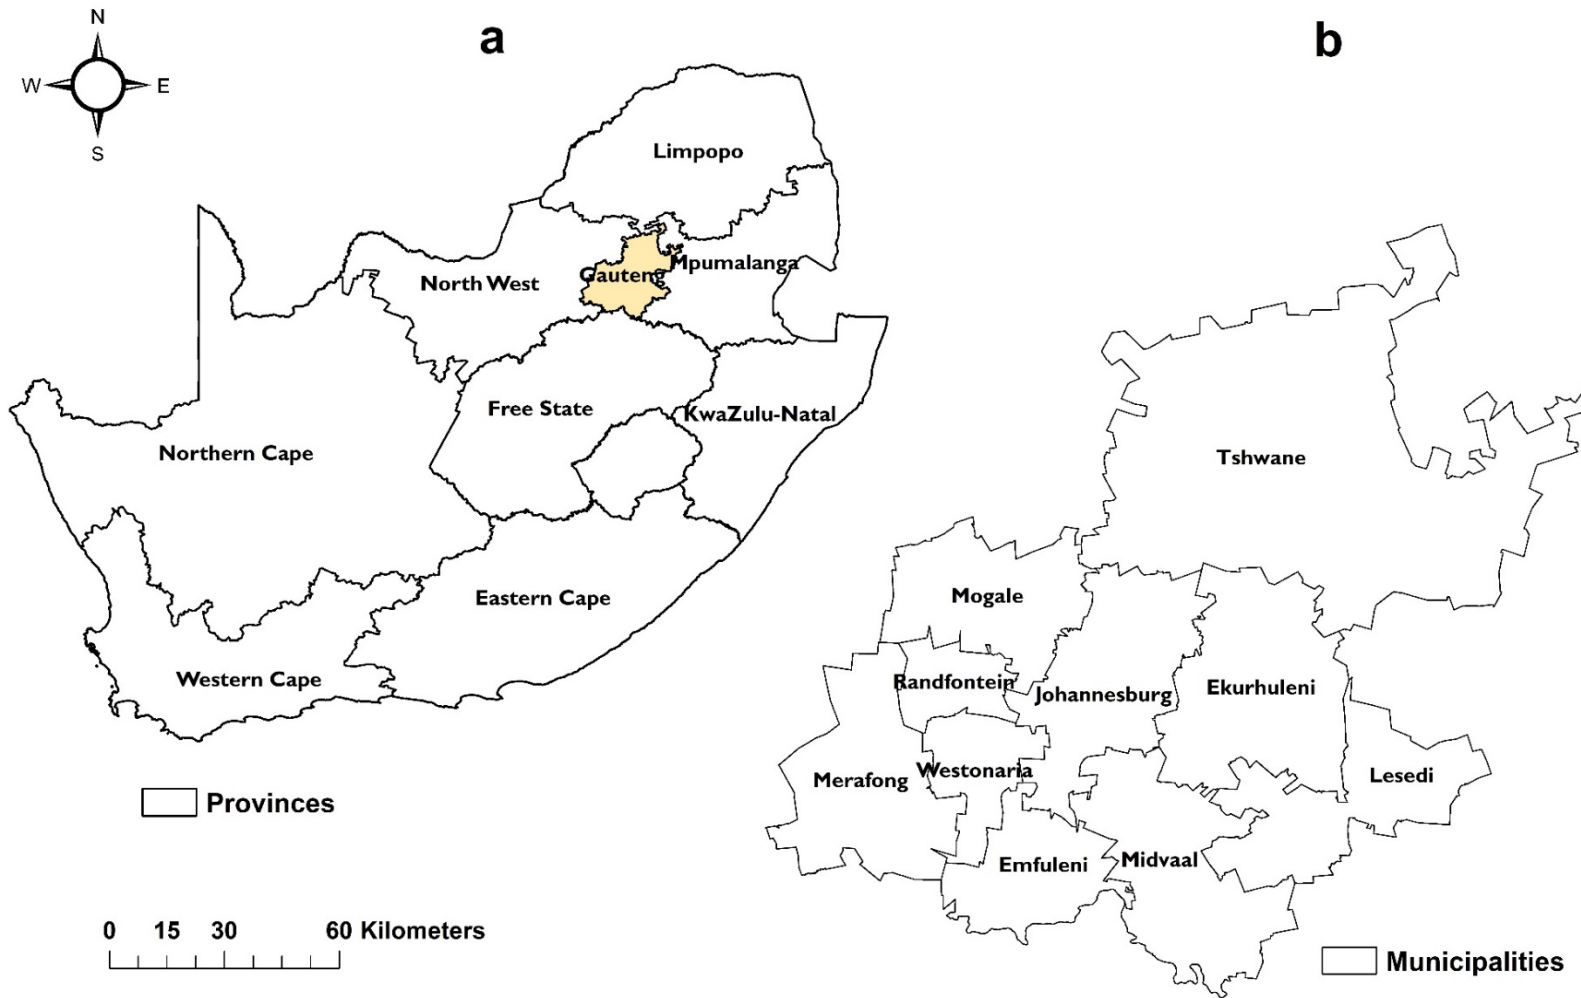 N
a
b
W
E
S
Limpopo
Gauteng
Mpumalanga
North West
Free State
KwaZulu-Natal
Northern Cape
Eastern Cape
Western Cape
Provinces
0 15 30 60 Kilometers
Tshwane
Mogale
Randfontein
Johannesburg
Ekurhuleni
Merafong
Westonaria
Lesedi
Emfuleni
Midvaal
Municipalities